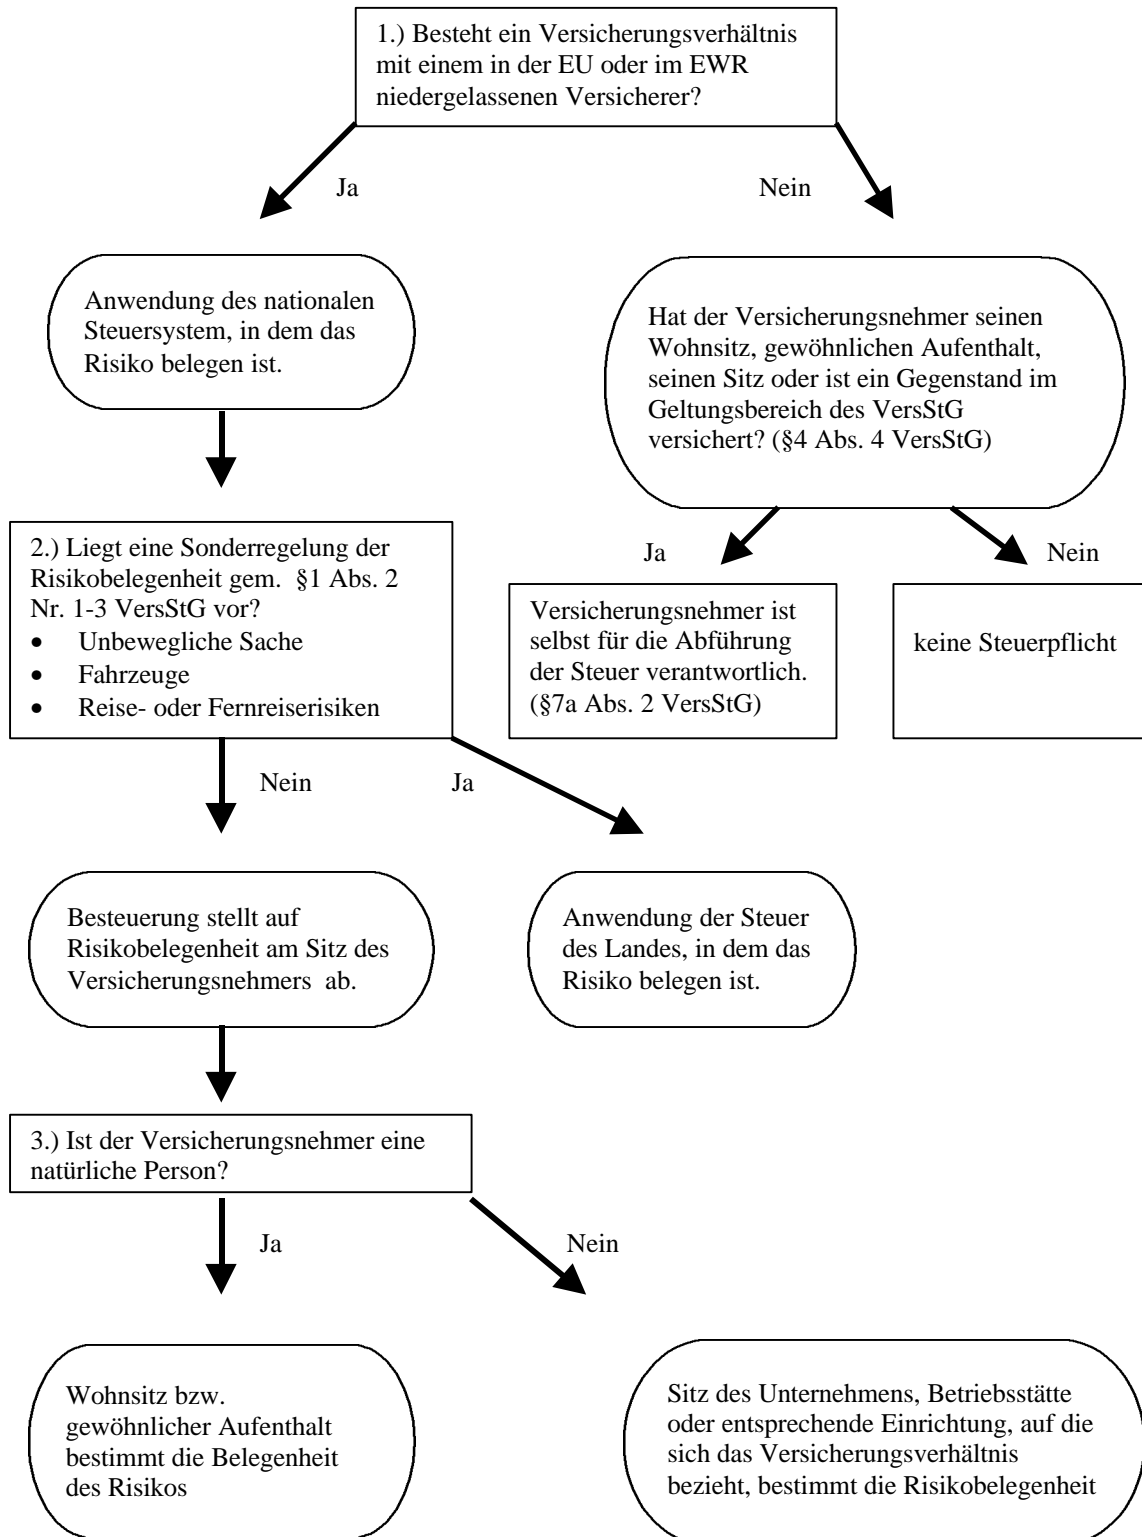 1.) Besteht ein Versicherungsverhältnis
mit einem in der EU oder im EWR
niedergelassenen Versicherer?
Ja
Nein
Anwendung des nationalen
Steuersystem, in dem das
Risiko belegen ist.
Hat der Versicherungsnehmer seinen
Wohnsitz, gewöhnlichen Aufenthalt,
seinen Sitz oder ist ein Gegenstand im
Geltungsbereich des VersStG
versichert? (§4 Abs. 4 VersStG)
Ja
Nein
2.) Liegt eine Sonderregelung der
Risikobelegenheit gem. §1 Abs. 2
Nr. 1-3 VersStG vor?
• Unbewegliche Sache
• Fahrzeuge
• Reise- oder Fernreiserisiken
Versicherungsnehmer ist
selbst für die Abführung
der Steuer verantwortlich.
(§7a Abs. 2 VersStG)
keine Steuerpflicht
Nein
Ja
Besteuerung stellt auf
Risikobelegenheit am Sitz des
Versicherungsnehmers ab.
Anwendung der Steuer
des Landes, in dem das
Risiko belegen ist.
3.) Ist der Versicherungsnehmer eine
natürliche Person?
Ja
Nein
Wohnsitz bzw.
gewöhnlicher Aufenthalt
bestimmt die Belegenheit
des Risikos
Sitz des Unternehmens, Betriebsstätte
oder entsprechende Einrichtung, auf die
sich das Versicherungsverhältnis
bezieht, bestimmt die Risikobelegenheit